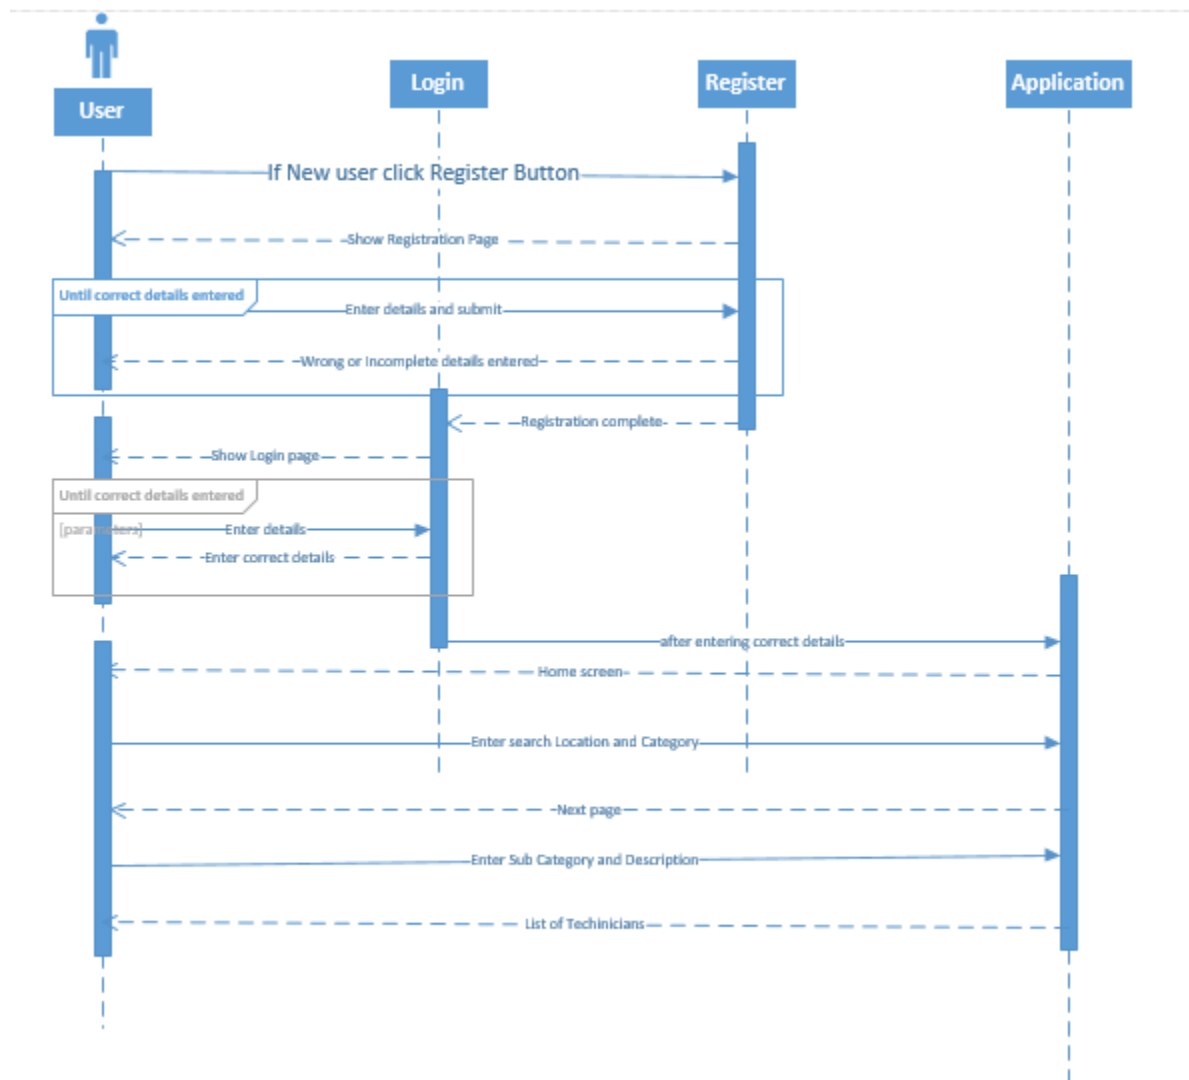 User
Login
Register
Application
If New user click Register Button
Show Registration Page
Until correct details entered
Enter details and submit
Wrong or Incomplete details entered
Registration complete
Show Login page
Until correct details entered
[parameters]
Enter details
Enter correct details
after entering correct details
Home screen
Enter search Location and Category
Next page
Enter Sub Category and Description
List of Techinicians